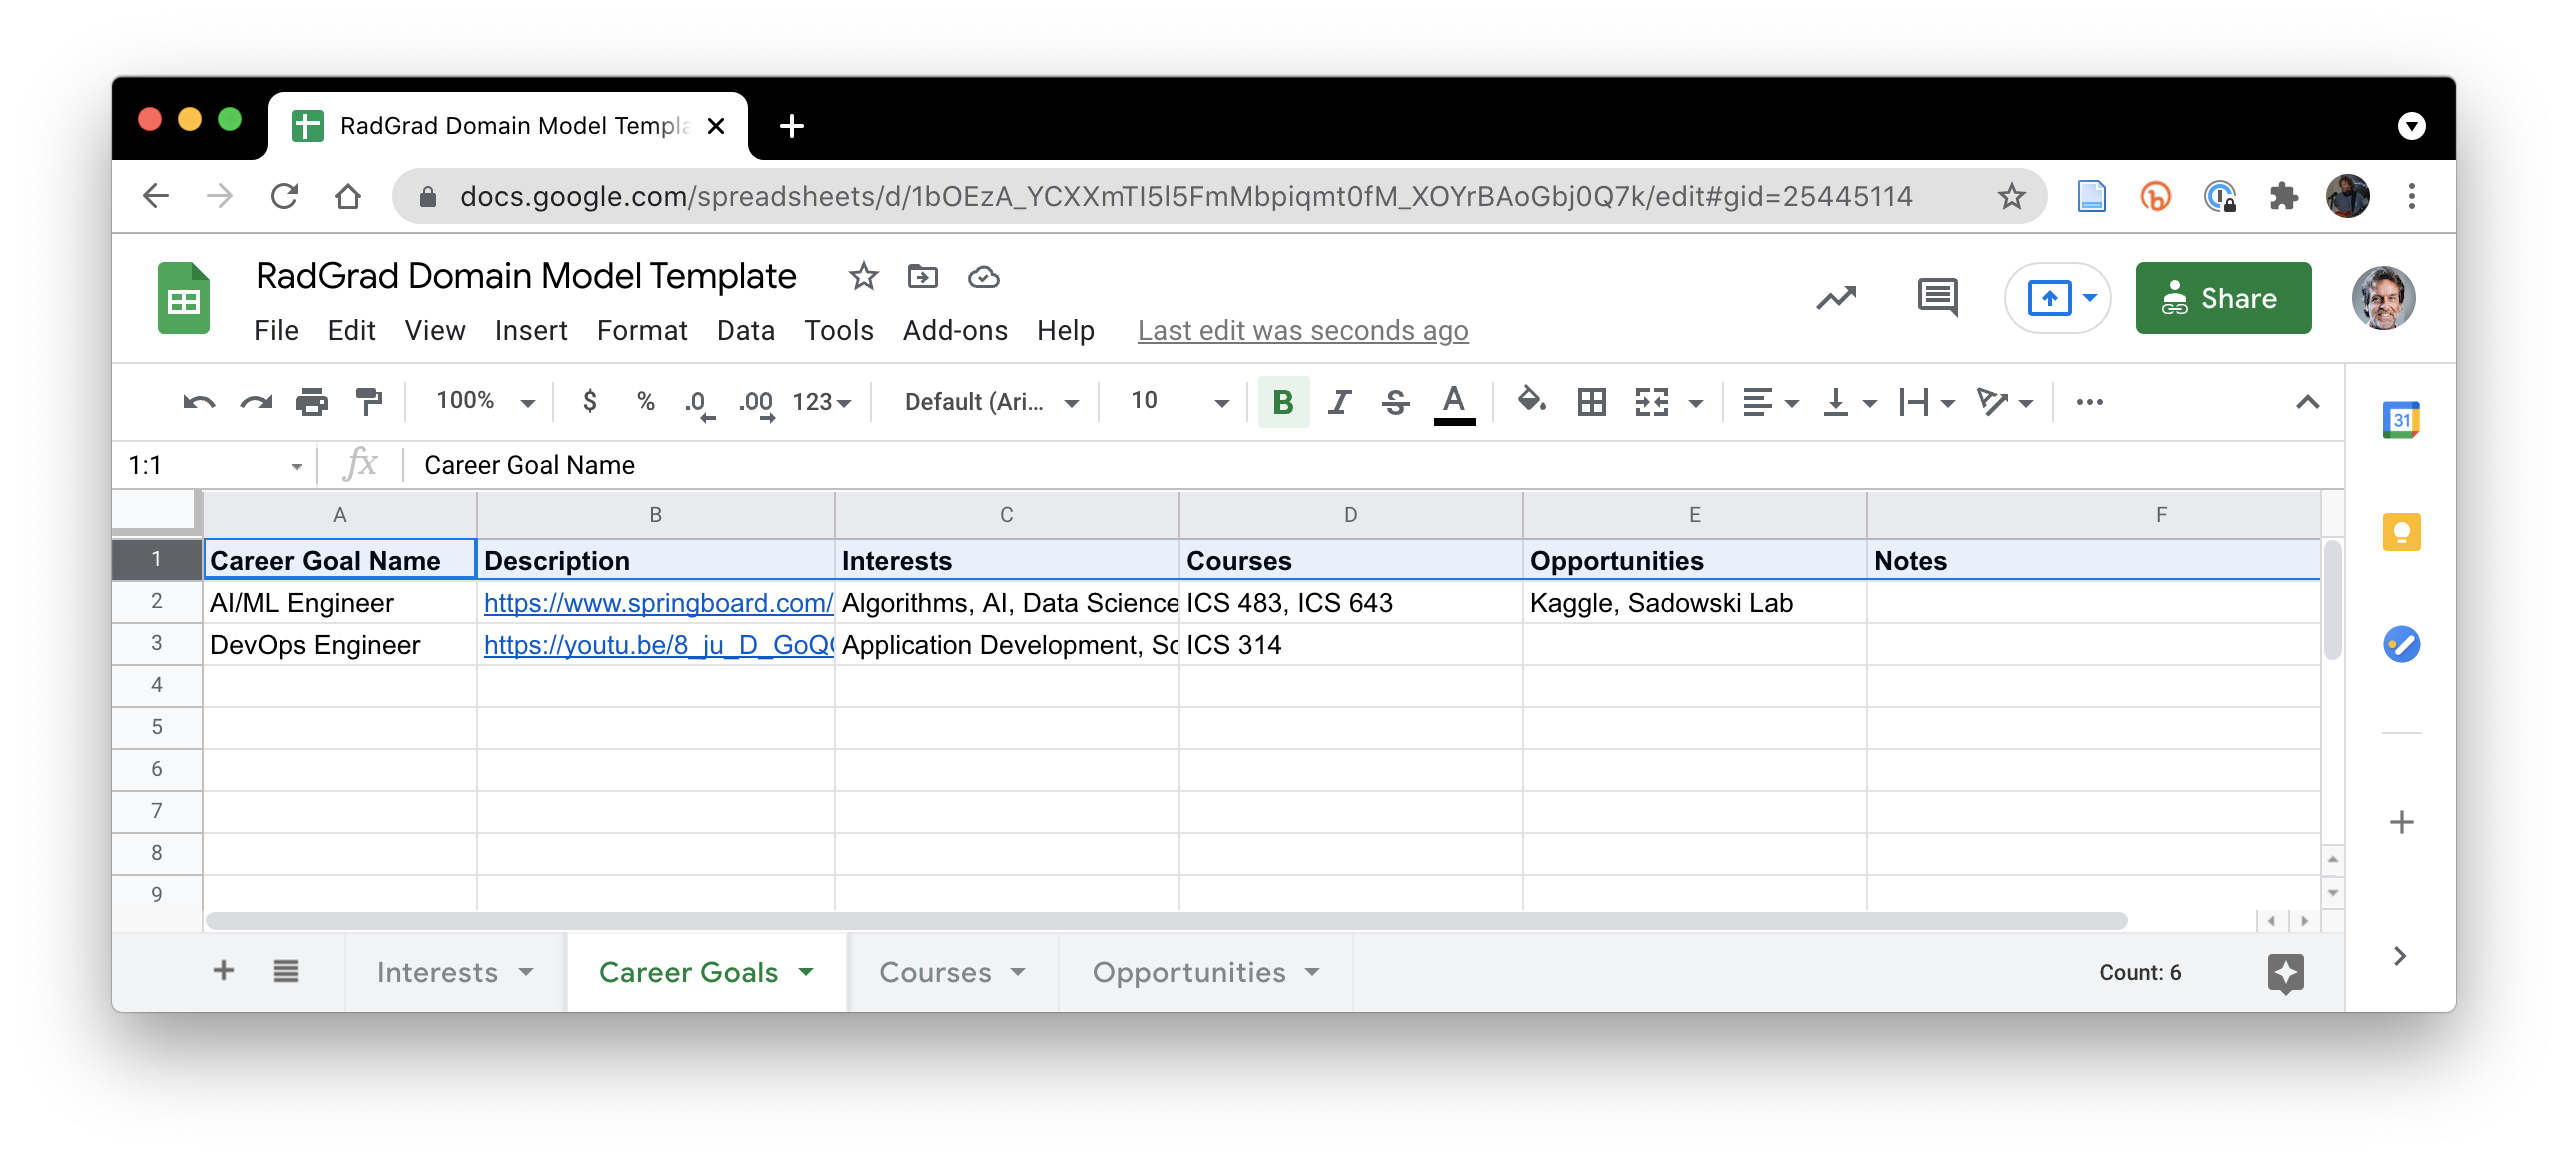 RadGrad Domain Model Templa
docs.google.com/spreadsheets/d/1bOEzA_YCXXmTI5l5FmMbpiqmt0fM_XOYrBAoGbj0Q7k/edit#gid=25445114
RadGrad Domain Model Template
File Edit View Insert Format Data Tools Add-ons Help Last edit was seconds ago
Share
100% $ % .0 .00 123 Default (Ari... 10 B I S A
31
1:1 fx Career Goal Name
A B C D E F
1 Career Goal Name Description Interests Courses Opportunities Notes
2 AI/ML Engineer https://www.springboard.com/ Algorithms, AI, Data Science ICS 483, ICS 643 Kaggle, Sadowski Lab
3 DevOps Engineer https://youtu.be/8_ju_D_GoQ Application Development, Sc ICS 314
4
5
6
7
8
9
Interests Career Goals Courses Opportunities Count: 6